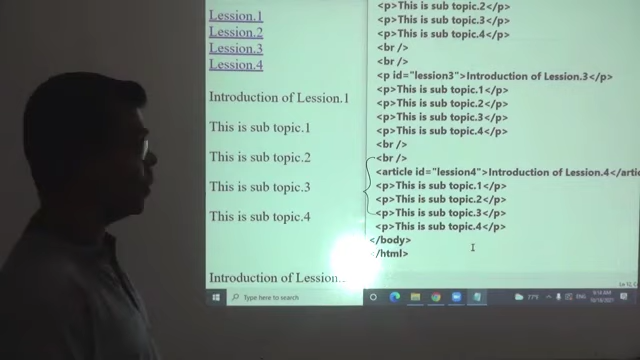 Lession.1
Lession.2
Lession.3
Lession.4
Introduction of Lession.1
This is sub topic.1
This is sub topic.2
This is sub topic.3
This is sub topic.4
Introduction of Lession.
<p>This is sub topic.2</p>
<p>This is sub topic.3</p>
<p>This is sub topic.4</p>
<br />
<br />
<p id="lession3">Introduction of Lession.3</p>
<p>This is sub topic.1</p>
<p>This is sub topic.2</p>
<p>This is sub topic.3</p>
<p>This is sub topic.4</p>
<br />
<br />
<article id="lession4">Introduction of Lession.4</artic
<p>This is sub topic.1</p>
<p>This is sub topic.2</p>
<p>This is sub topic.3</p>
<p>This is sub topic.4</p>
</body>
</html>
Type here to search
77°F